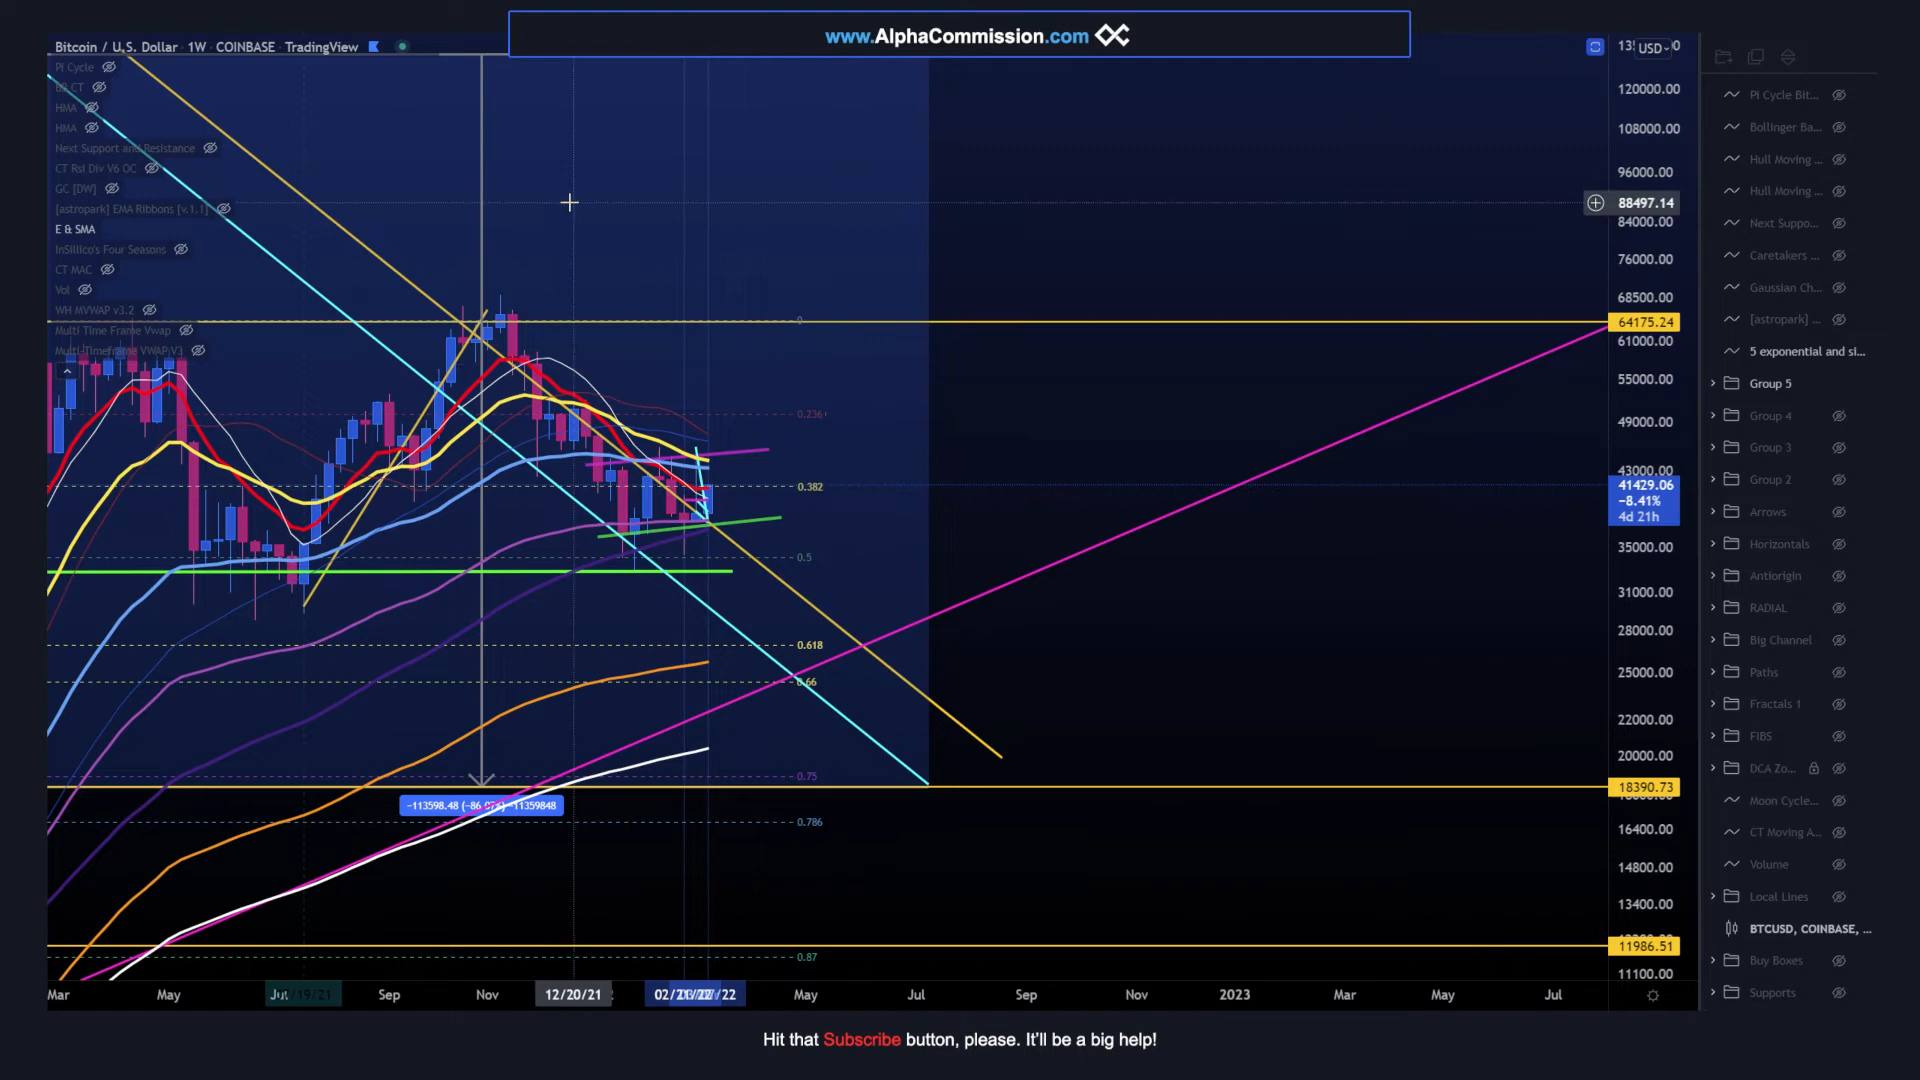 www.AlphaCommission.com
Bitcoin / U.S. Dollar · 1W · COINBASE · TradingView
PI Cycle
BB CT
HMA
HMA
Next Support and Resistance
CT Rsi Div V6 OC
GC [DW]
[astropark] EMA Ribbons [v.1.1]
E & SMA
InSillico's Four Seasons
CT MAC
Vol
WH MVWAP v3.2
Multi Time Frame Vwap
Multi-Timeframe VWAP V3
0
0.236
0.382
0.5
0.618
0.66
0.75
0.786
0.87
USD
120000.00
108000.00
96000.00
88497.14
84000.00
76000.00
68500.00
64175.24
61000.00
55000.00
49000.00
43000.00
41429.06
−8.41%
4d 21h
35000.00
31000.00
28000.00
25000.00
22000.00
20000.00
18390.73
16400.00
14800.00
13400.00
11986.51
11100.00
Mar
May
Jul
Sep
Nov
12/20/21
May
Jul
Sep
Nov
2023
Mar
May
Jul
PI Cycle Bit...
Bollinger Ba...
Hull Moving ...
Hull Moving ...
Next Suppo...
Caretakers ...
Gaussian Ch...
[astropark] ...
5 exponential and si...
Group 5
Group 4
Group 3
Group 2
Arrows
Horizontals
Antiorigin
RADIAL
Big Channel
Paths
Fractals 1
FIBS
DCA Zo...
Moon Cycle...
CT Moving A...
Volume
Local Lines
BTCUSD, COINBASE, ...
Buy Boxes
Supports
Hit that Subscribe button, please. It'll be a big help!